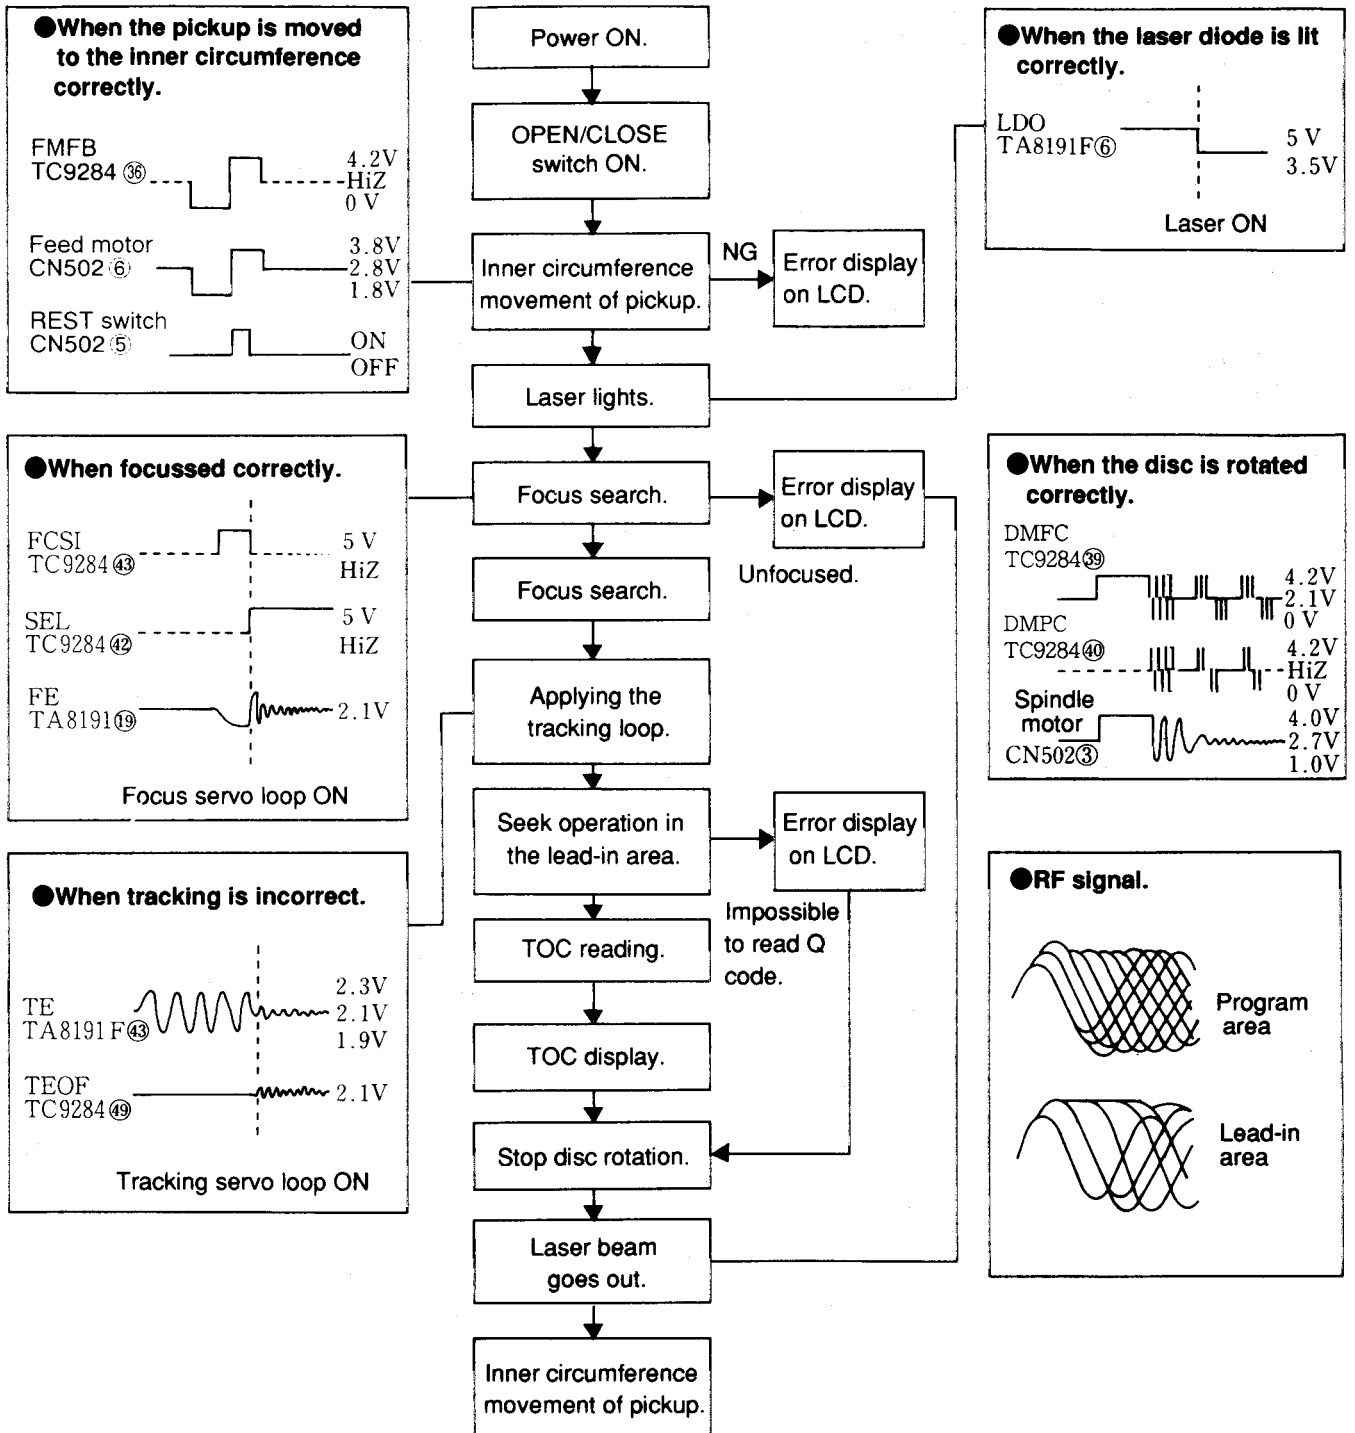 ●When the pickup is moved
to the inner circumference
correctly.
FMFB
TC9284 ㊱
4.2V
HiZ
0 V
Feed motor
CN502 ⑥
3.8V
2.8V
1.8V
REST switch
CN502 ⑤
ON
OFF
Power ON.
OPEN/CLOSE
switch ON.
Inner circumference
movement of pickup.
NG
Error display
on LCD.
Laser lights.
●When the laser diode is lit
correctly.
LDO
TA8191F⑥
5 V
3.5V
Laser ON
●When focussed correctly.
FCSI
TC9284㊸
5 V
HiZ
SEL
TC9284㊷
5 V
HiZ
FE
TA8191⑲
2.1V
Focus servo loop ON
Focus search.
Error display
on LCD.
Unfocused.
Focus search.
Applying the
tracking loop.
Seek operation in
the lead-in area.
Error display
on LCD.
Impossible
to read Q
code.
TOC reading.
TOC display.
Stop disc rotation.
Laser beam
goes out.
Inner circumference
movement of pickup.
●When the disc is rotated
correctly.
DMFC
TC9284㊴
4.2V
2.1V
0 V
DMPC
TC9284㊵
4.2V
HiZ
0 V
Spindle
motor
CN502③
4.0V
2.7V
1.0V
●When tracking is incorrect.
TE
TA8191F㊸
2.3V
2.1V
1.9V
TEOF
TC9284㊾
2.1V
Tracking servo loop ON
●RF signal.
Program
area
Lead-in
area